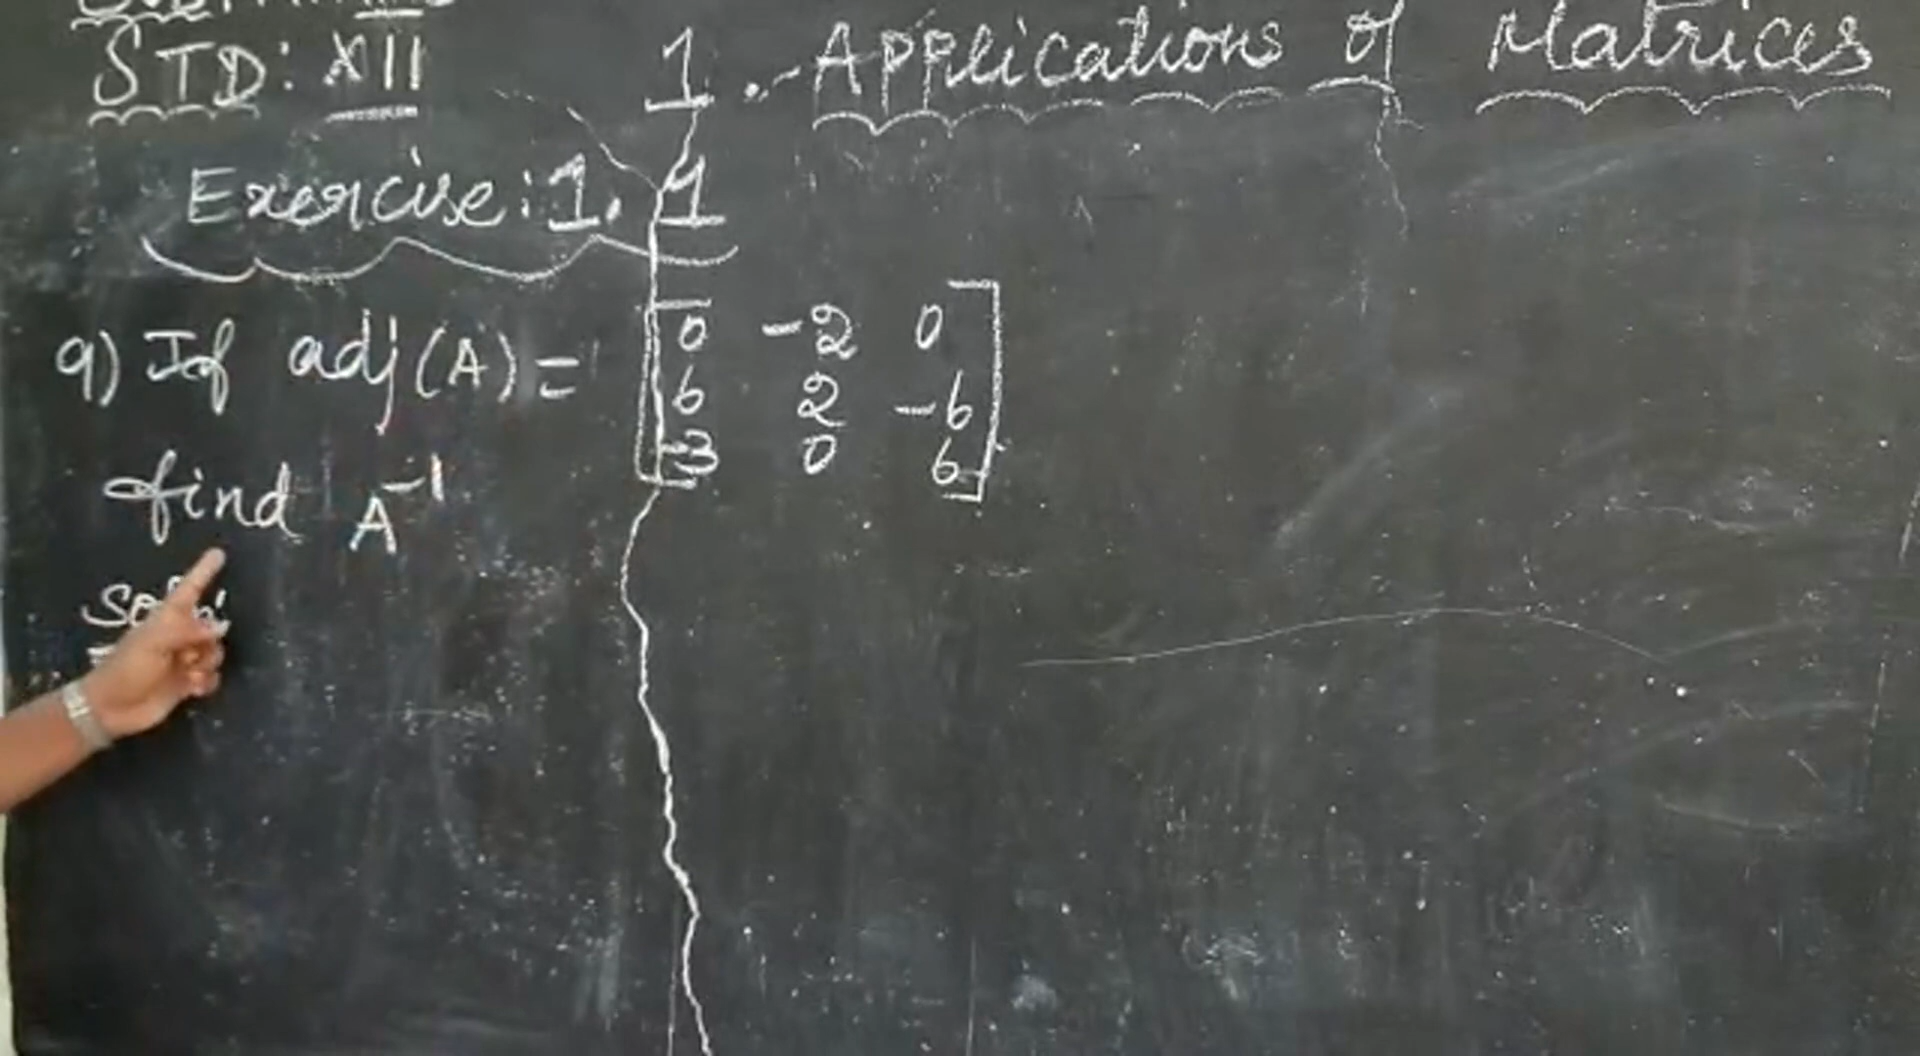 STD: XII
1. Applications of Matrices
Exercise: 1.1
9) If adj(A) = [0 -2 0
6 2 -6
-3 0 6]
find A⁻¹